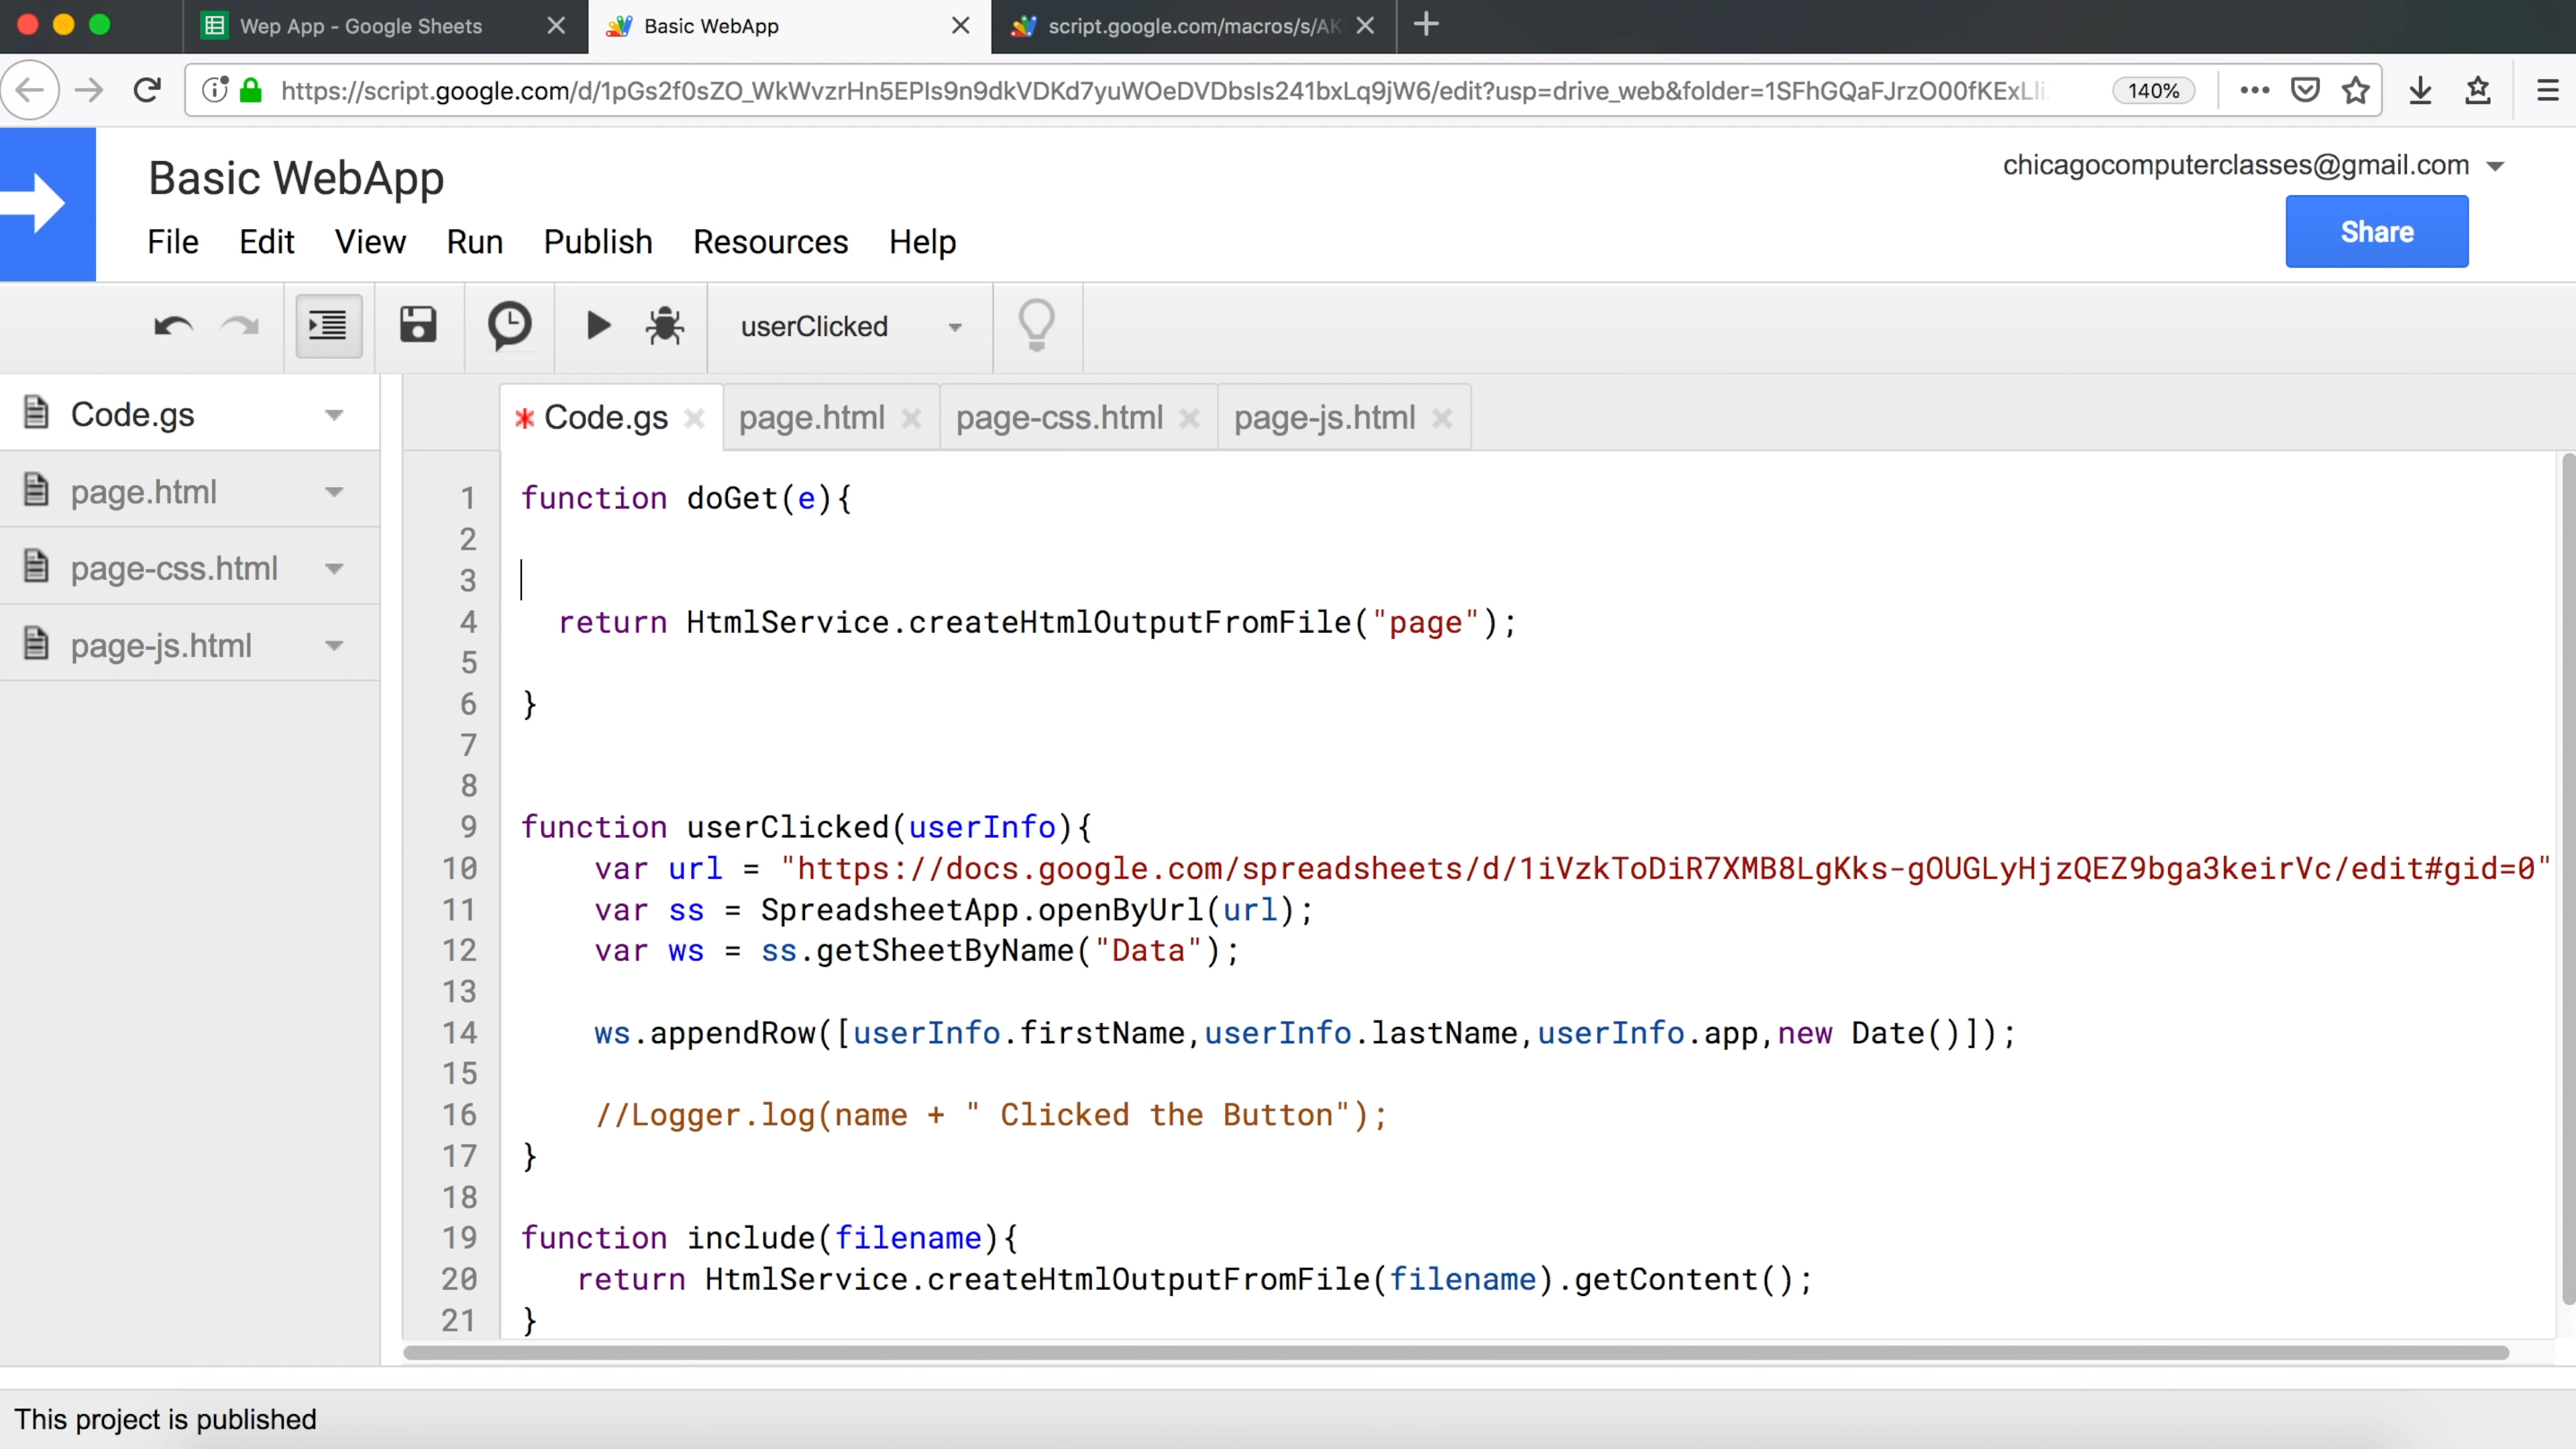 Wep App - Google Sheets
Basic WebApp
script.google.com/macros/s/AK
https://script.google.com/d/1pGs2f0sZO_WkWvzrHn5EPIs9n9dkVDKd7yuWOeDVDbsIs241bxLq9jW6/edit?usp=drive_web&folder=1SFhGQaFJrzO00fKExLli
140%
Basic WebApp
chicagocomputerclasses@gmail.com
File Edit View Run Publish Resources Help
Share
userClicked
Code.gs
page.html
page-css.html
page-js.html
* Code.gs page.html page-css.html page-js.html
1 function doGet(e){
2
3
4 return HtmlService.createHtmlOutputFromFile("page");
5
6 }
7
8
9 function userClicked(userInfo){
10 var url = "https://docs.google.com/spreadsheets/d/1iVzkToDiR7XMB8LgKks-gOUGLyHjzQEZ9bga3keirVc/edit#gid=0"
11 var ss = SpreadsheetApp.openByUrl(url);
12 var ws = ss.getSheetByName("Data");
13
14 ws.appendRow([userInfo.firstName,userInfo.lastName,userInfo.app,new Date()]);
15
16 //Logger.log(name + " Clicked the Button");
17 }
18
19 function include(filename){
20 return HtmlService.createHtmlOutputFromFile(filename).getContent();
21 }
This project is published